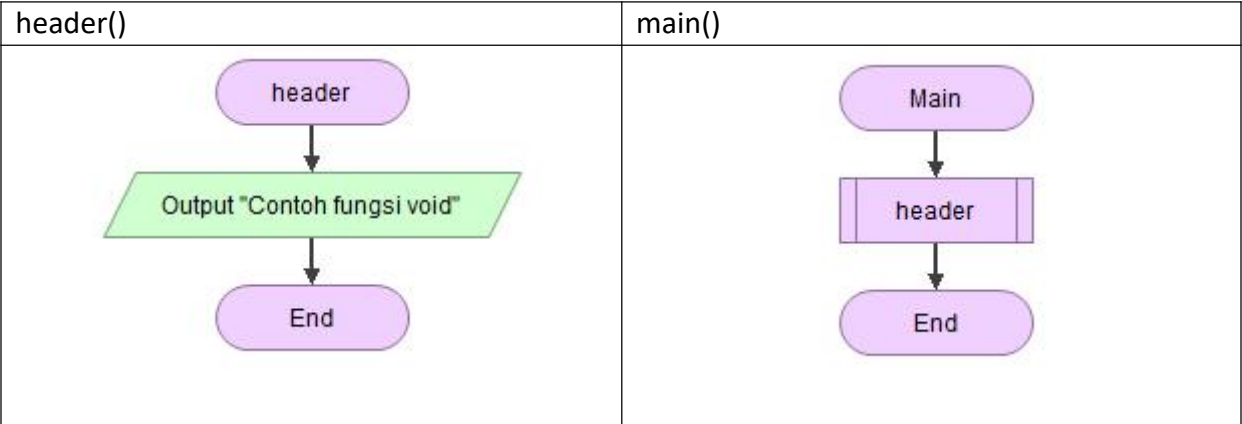 header()
main()
header
Output "Contoh fungsi void"
End
Main
header
End